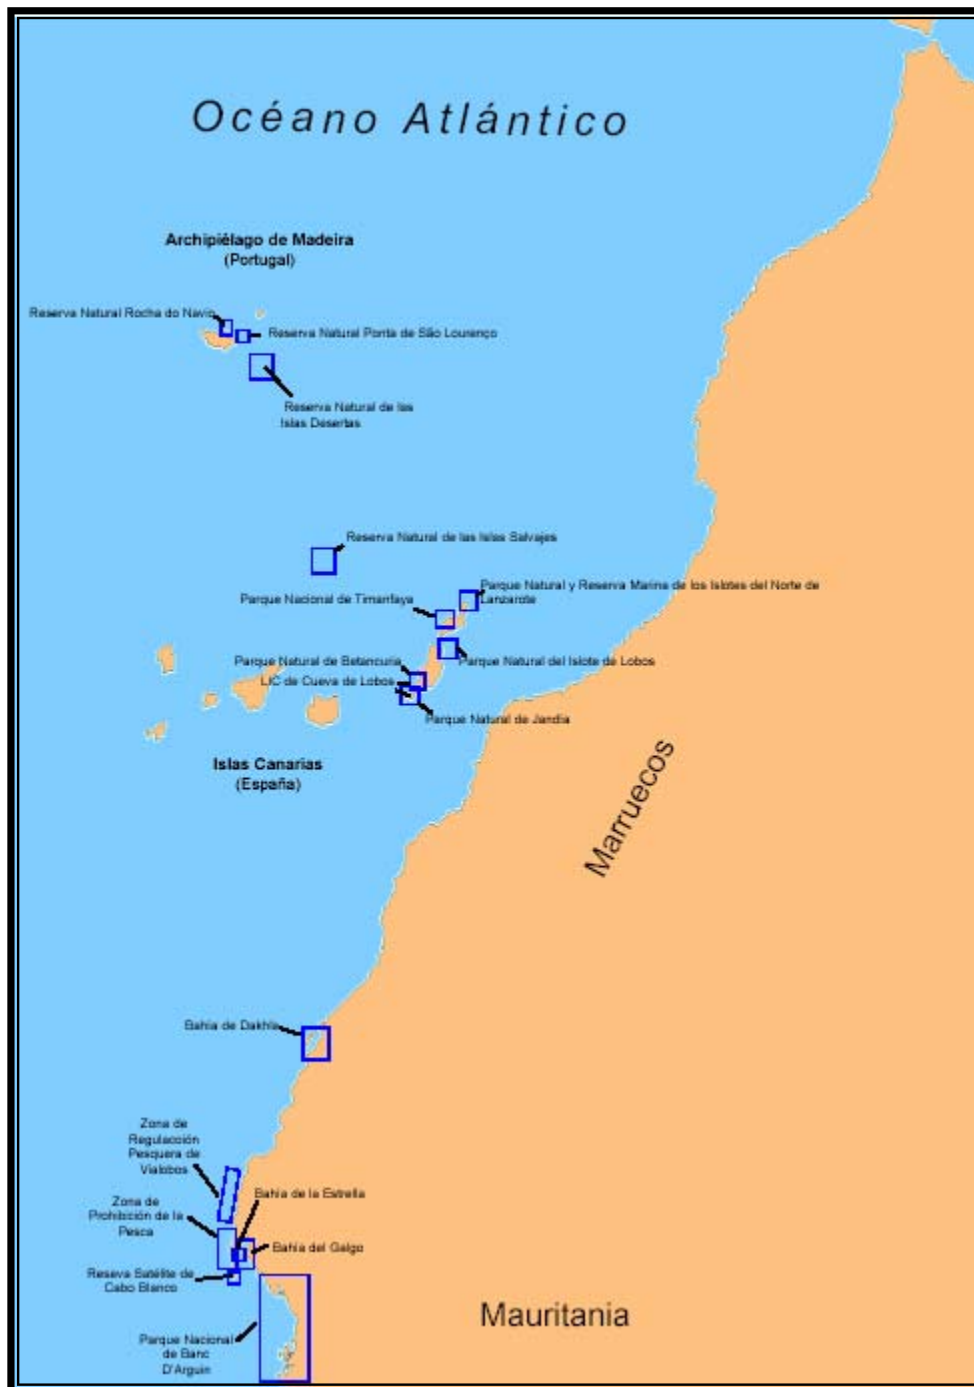 Océano Atlántico
Archipiélago de Madeira
(Portugal)
Reserva Natural Rocha do Navio
Reserva Natural Ponta de São Lourenço
Reserva Natural de las
Islas Desertas
Reserva Natural de las Islas Salvajes
Parque Natural y Reserva Marina de los Islotes del Norte de
Lanzarote
Parque Nacional de Timanfaya
Parque Natural de Betancuria
Parque Natural del Islote de Lobos
LIC de Cueva de Lobos
Parque Natural de Jandía
Islas Canarias
(España)
Marruecos
Bahía de Dakhla
Zona de
Regulacción
Pesquera de
Vialobos
Bahía de la Estrella
Zona de
Prohibición de la
Pesca
Bahía del Galgo
Reseva Satélite de
Cabo Blanco
Mauritania
Parque Nacional
de Banc
D'Arguin